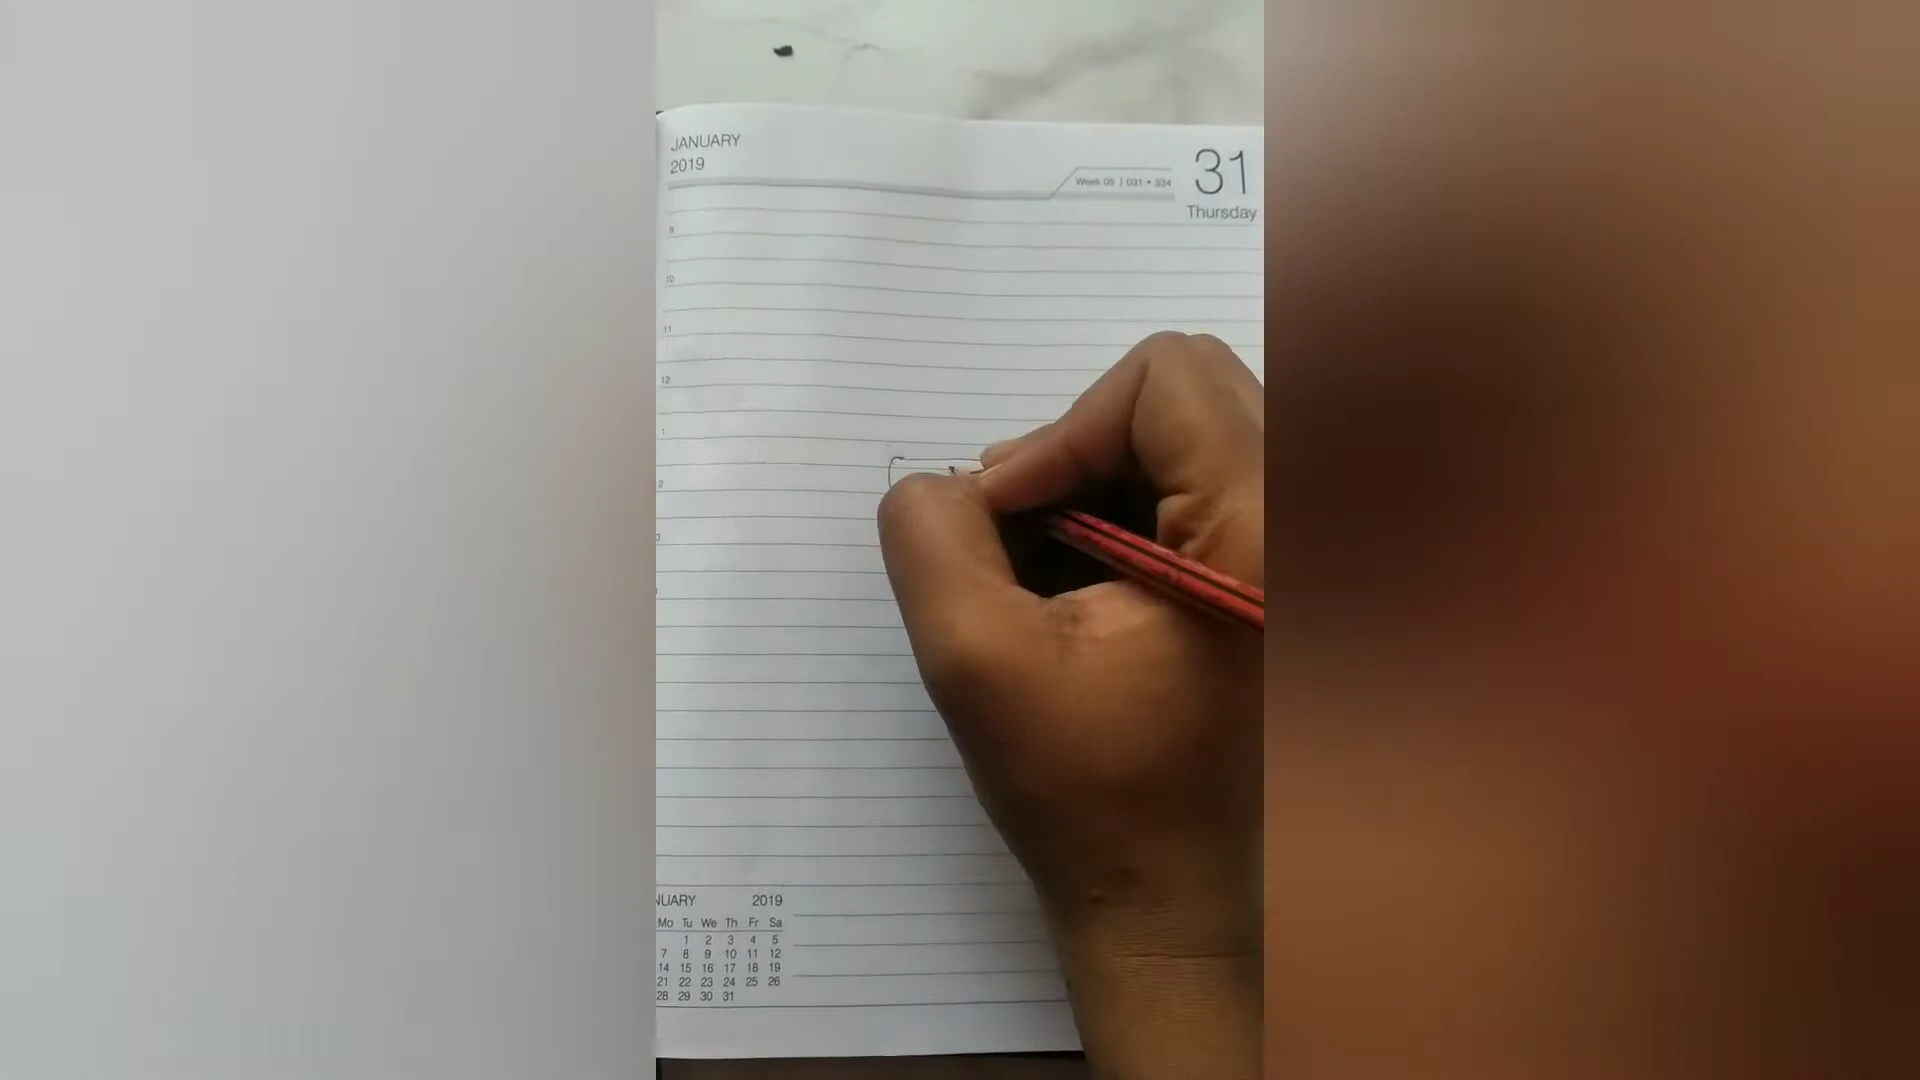 JANUARY
2019
Week 05 | 031 • 334
31
Thursday
9
10
11
12
1
2
3
NUARY 2019
Mo Tu We Th Fr Sa
1 2 3 4 5
7 8 9 10 11 12
14 15 16 17 18 19
21 22 23 24 25 26
28 29 30 31